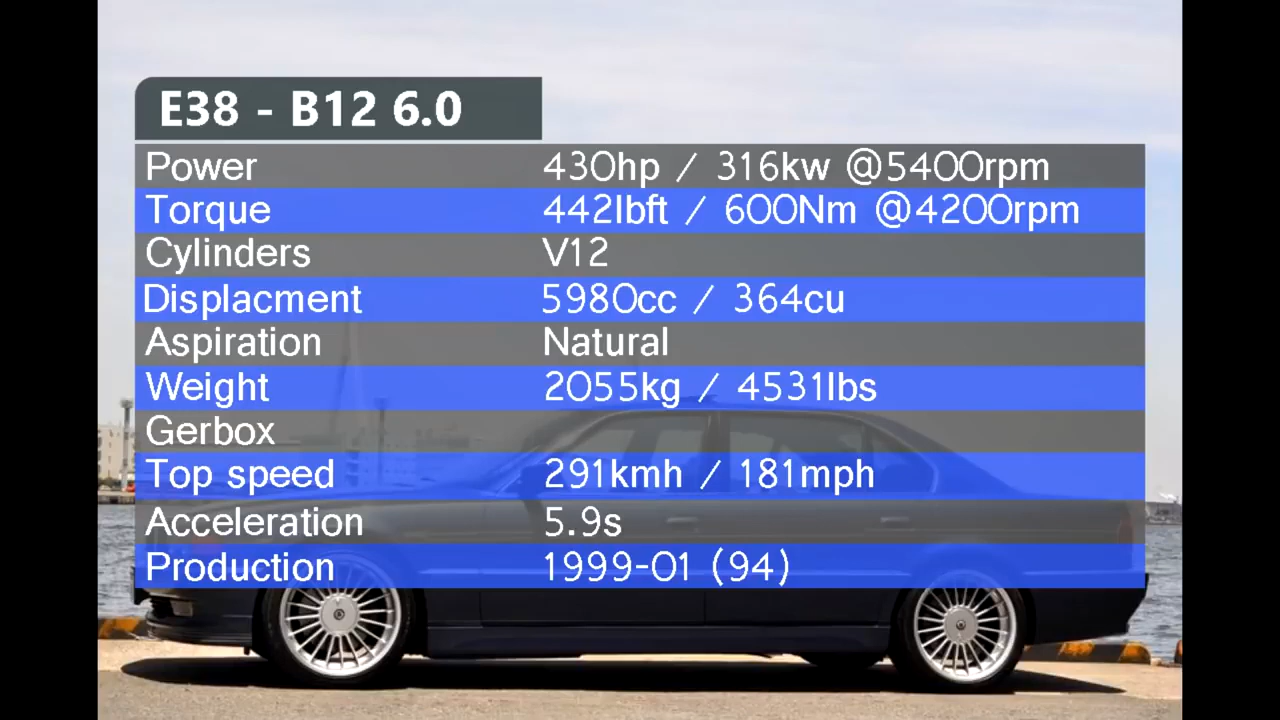 E38 - B12 6.0
Power 430hp / 316kw @5400rpm
Torque 442lbft / 600Nm @4200rpm
Cylinders V12
Displacment 5980cc / 364cu
Aspiration Natural
Weight 2055kg / 4531lbs
Gerbox
Top speed 291kmh / 181mph
Acceleration 5.9s
Production 1999-01 (94)